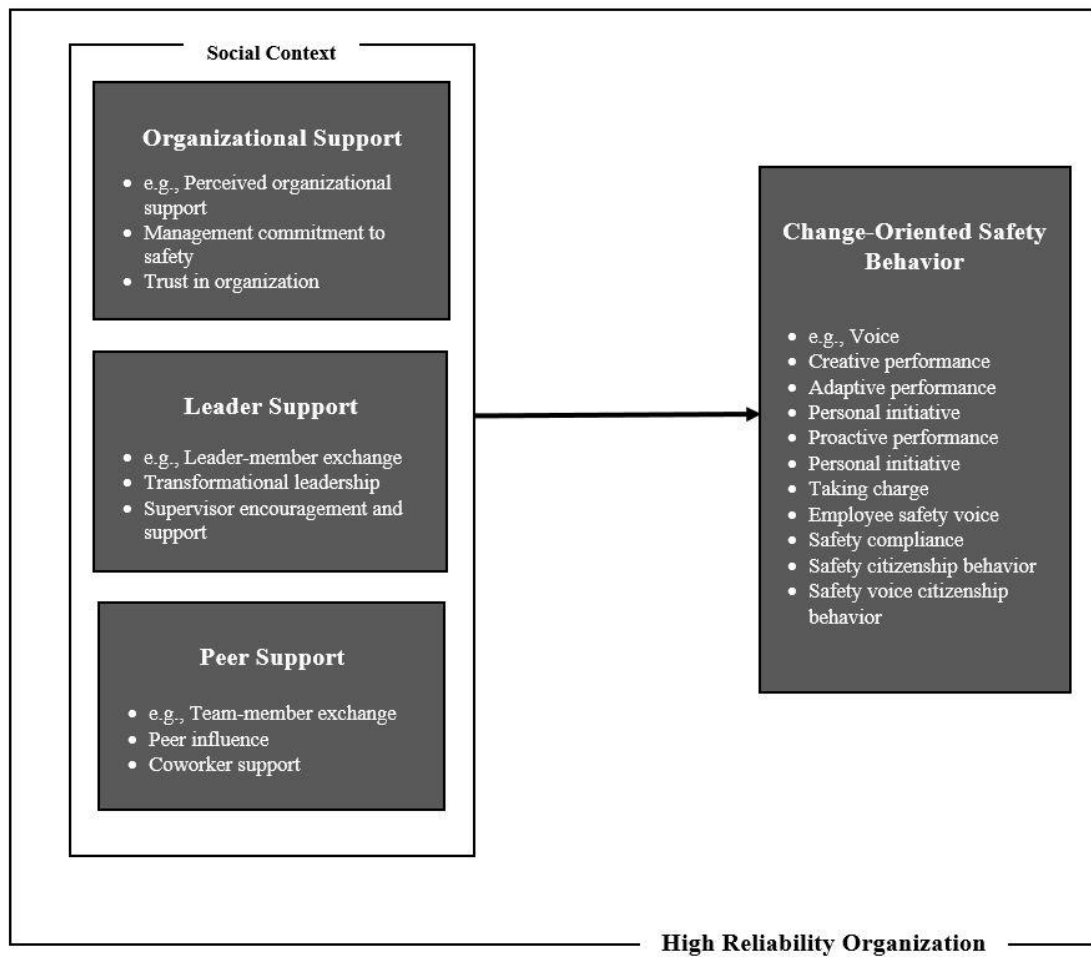 Social Context
Organizational Support
• e.g., Perceived organizational
support
• Management commitment to
safety
• Trust in organization
Leader Support
• e.g., Leader-member exchange
• Transformational leadership
• Supervisor encouragement and
support
Peer Support
• e.g., Team-member exchange
• Peer influence
• Coworker support
Change-Oriented Safety
Behavior
• e.g., Voice
• Creative performance
• Adaptive performance
• Personal initiative
• Proactive performance
• Personal initiative
• Taking charge
• Employee safety voice
• Safety compliance
• Safety citizenship behavior
• Safety voice citizenship
behavior
High Reliability Organization